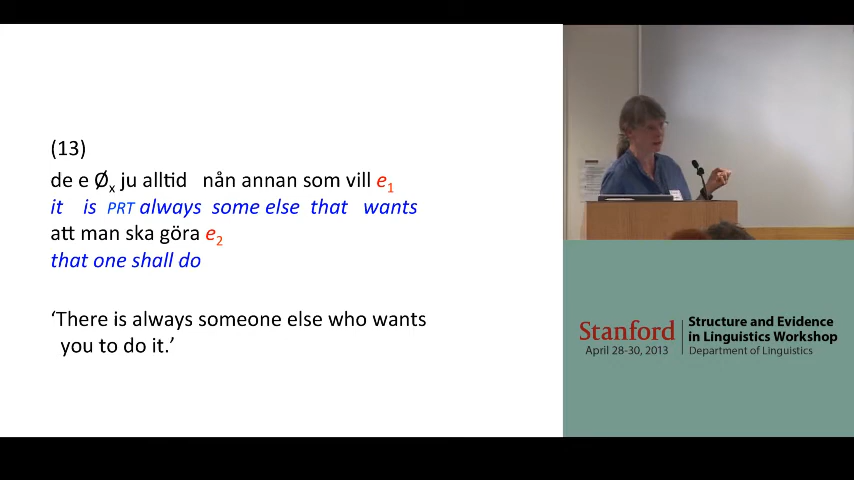 (13)
de e Øx ju alltid nån annan som vill e1
it is PRT always some else that wants
att man ska göra e2
that one shall do
‘There is always someone else who wants
you to do it.’
Stanford
April 28-30, 2013
Structure and Evidence
in Linguistics Workshop
Department of Linguistics